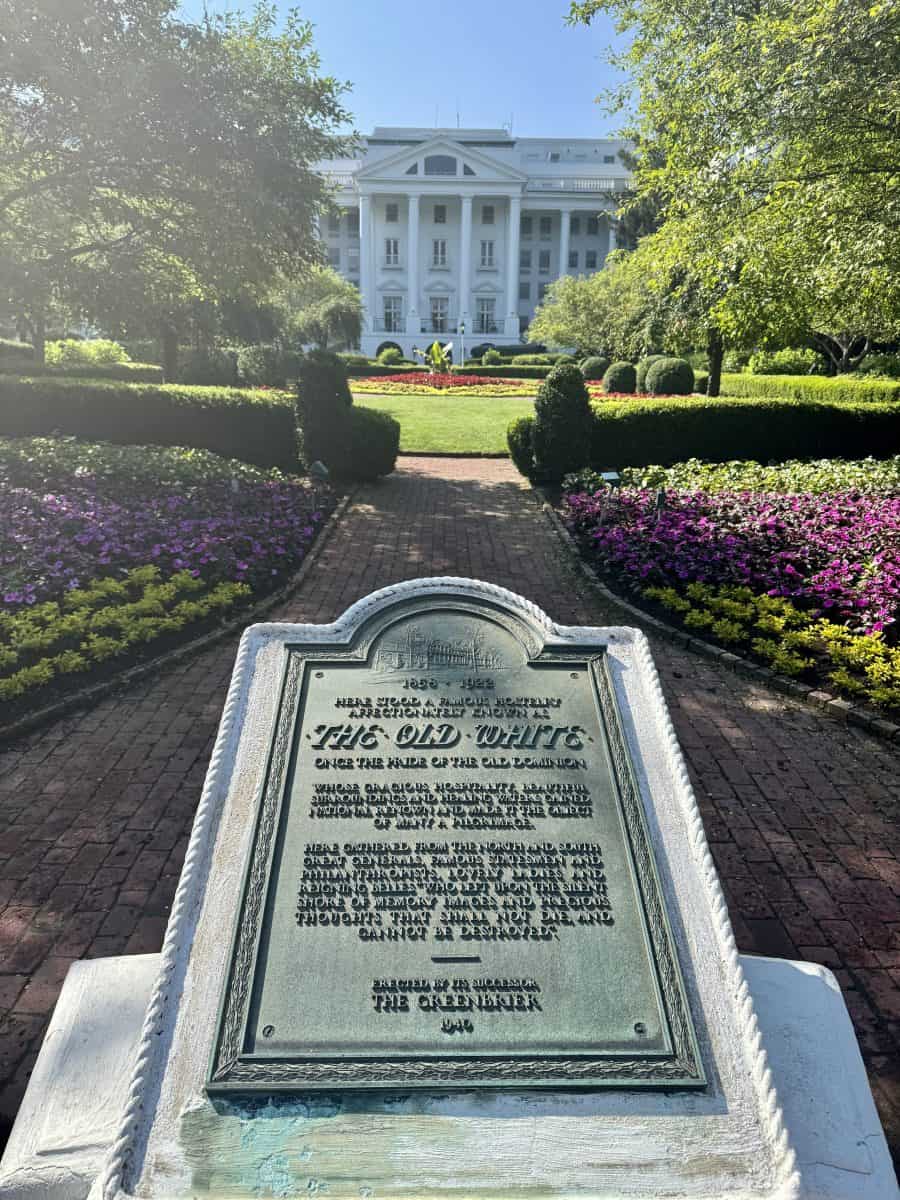 1858 · 1922
HERE STOOD A FAMOUS HOSTELRY
AFFECTIONATELY KNOWN AS
·THE·OLD·WHITE·
ONCE THE PRIDE OF THE OLD DOMINION
WHOSE GRACIOUS HOSPITALITY, BEAUTIFUL
SURROUNDINGS AND HEALING WATERS GAINED
NATIONAL RENOWN AND MADE IT THE OBJECT
OF MANY A PILGRIMAGE.
HERE GATHERED FROM THE NORTH AND SOUTH
GREAT GENERALS, FAMOUS STATESMEN AND
PHILANTHROPISTS, LOVELY LADIES AND
REIGNING BELLES WHO LEFT UPON THE SILENT
SHORE OF MEMORY IMAGES AND PRECIOUS
THOUGHTS THAT SHALL NOT DIE, AND
CANNOT BE DESTROYED."
ERECTED BY ITS SUCCESSOR
THE GREENBRIER
1940